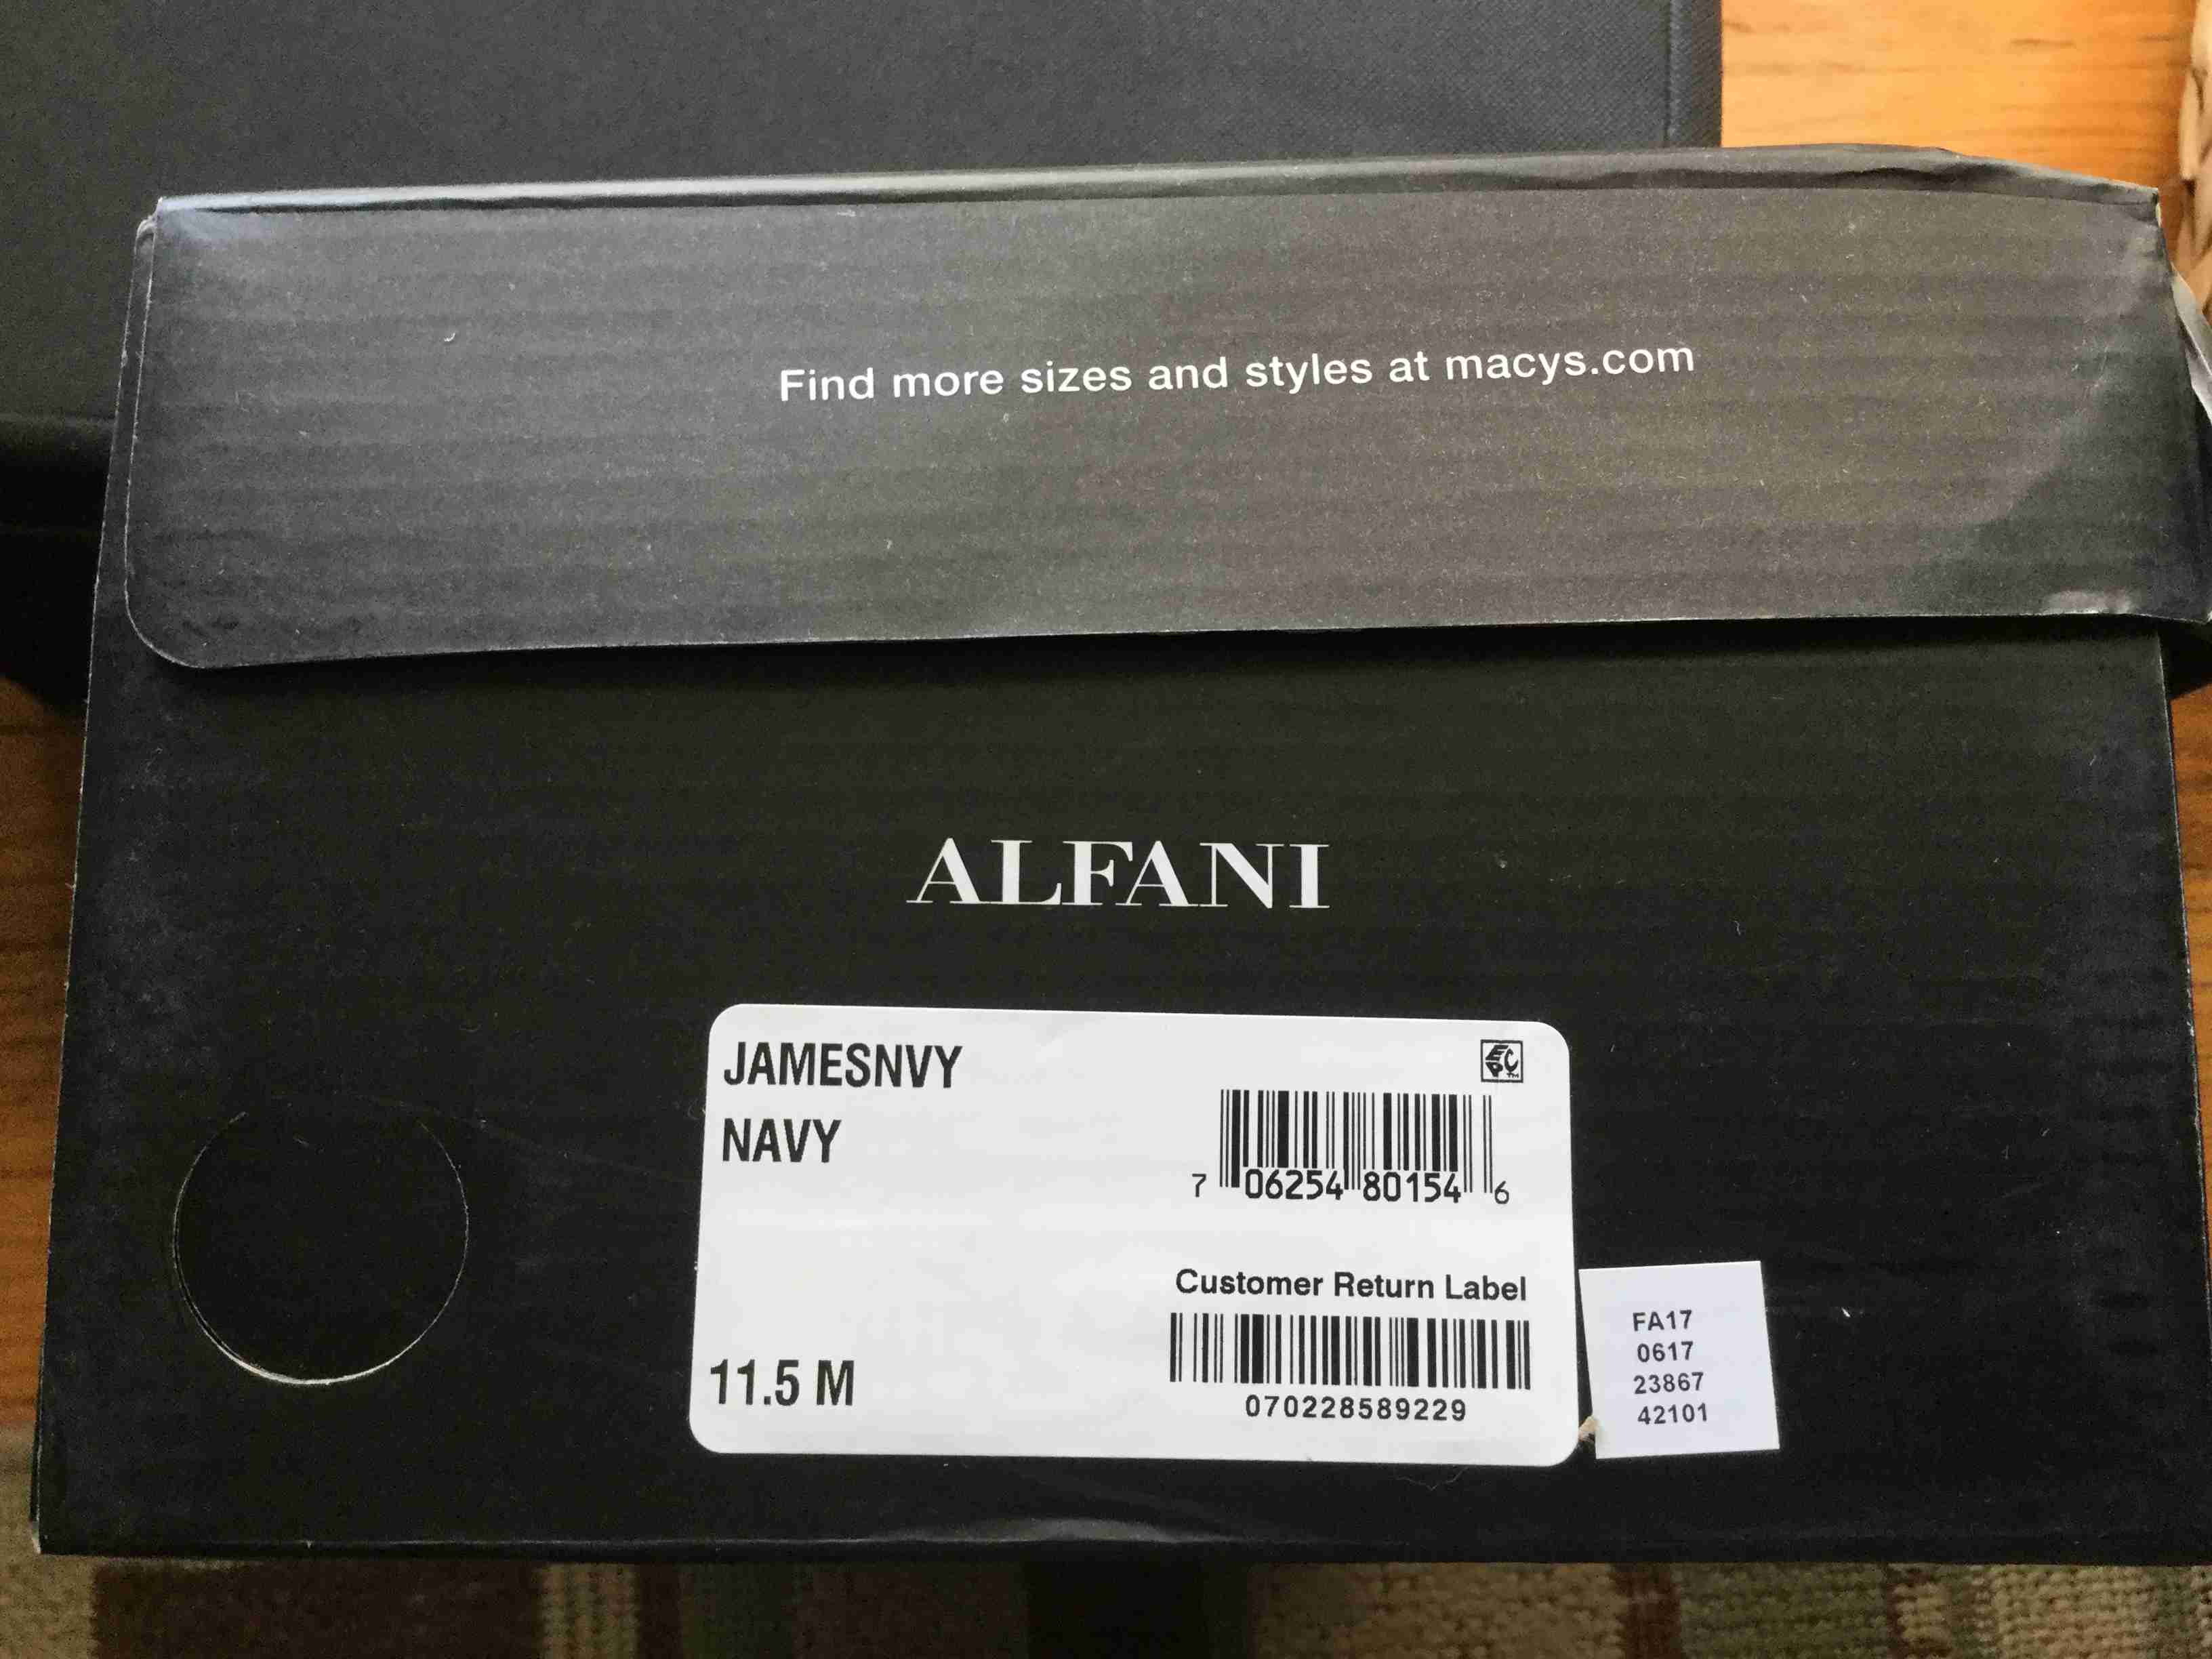 Find more sizes and styles at macys.com
ALFANI
JAMESNVY
NAVY
EPC
7 06254 80154 6
Customer Return Label
11.5 M
070228589229
FA17
0617
23867
42101